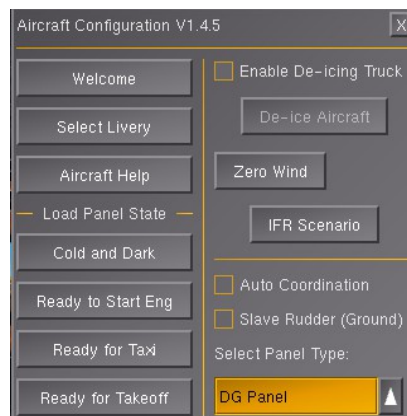 Aircraft Configuration V1.4.5
X
Welcome
Select Livery
Aircraft Help
Load Panel State
Cold and Dark
Ready to Start Eng
Ready for Taxi
Ready for Takeoff
Enable De-icing Truck
De-ice Aircraft
Zero Wind
IFR Scenario
Auto Coordination
Slave Rudder (Ground)
Select Panel Type:
DG Panel